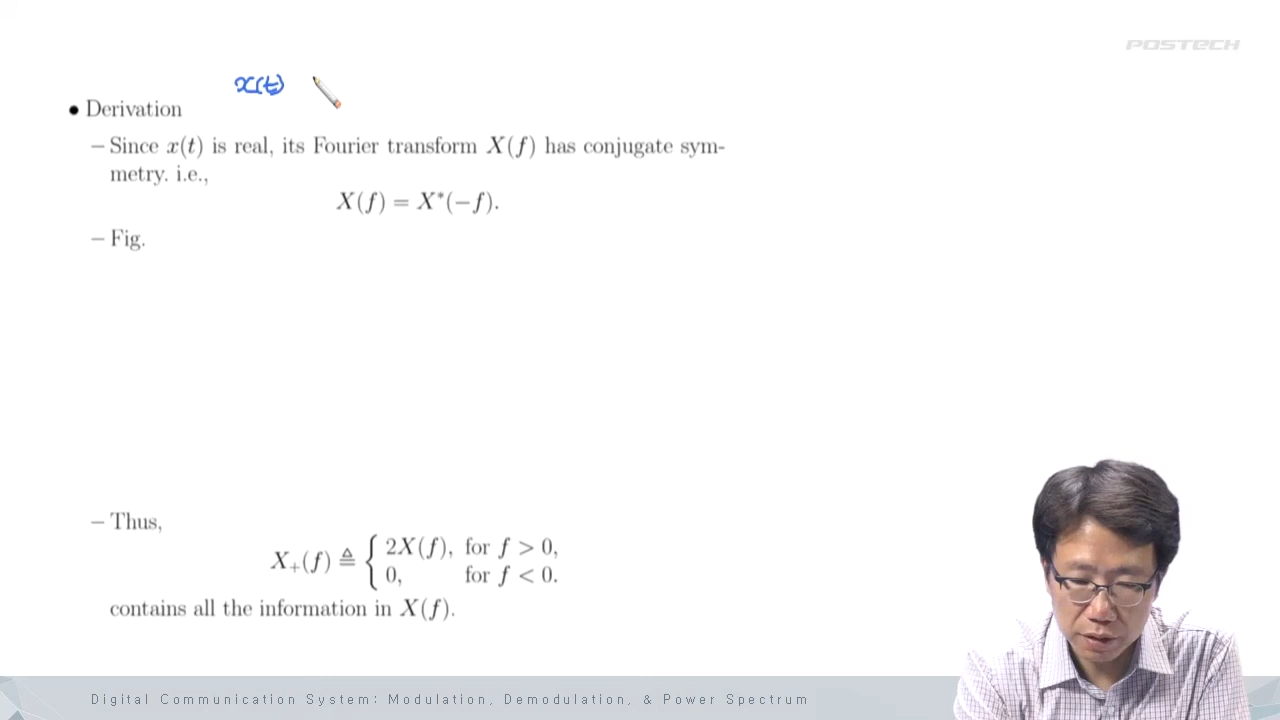 POSTECH
x(t)
• Derivation
– Since x(t) is real, its Fourier transform X(f) has conjugate sym-
metry. i.e.,
X(f) = X*(−f).
– Fig.
– Thus,
X₊(f) ≜ { 2X(f), for f > 0,
0, for f < 0.
contains all the information in X(f).
Digital Communication System: Modulation, Demodulation, & Power Spectrum